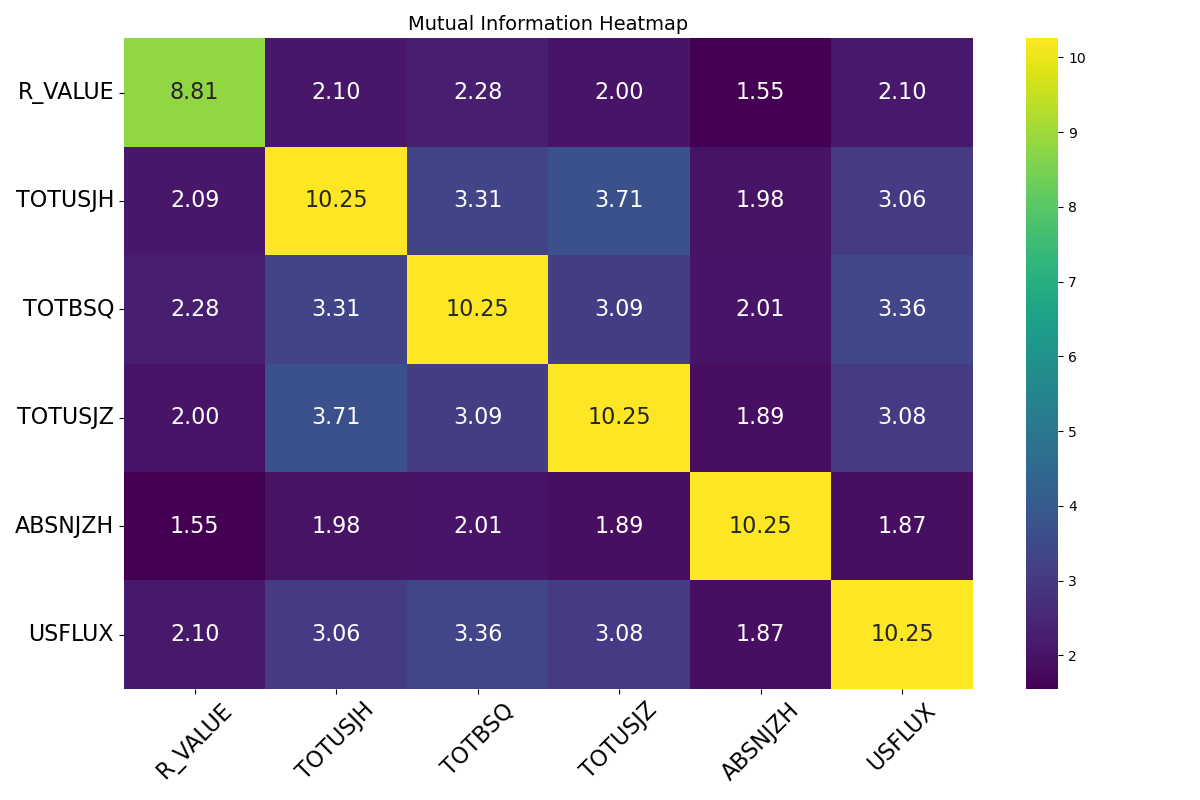 Mutual Information Heatmap
R_VALUE 8.81 2.10 2.28 2.00 1.55 2.10
TOTUSJH 2.09 10.25 3.31 3.71 1.98 3.06
TOTBSQ 2.28 3.31 10.25 3.09 2.01 3.36
TOTUSJZ 2.00 3.71 3.09 10.25 1.89 3.08
ABSNJZH 1.55 1.98 2.01 1.89 10.25 1.87
USFLUX 2.10 3.06 3.36 3.08 1.87 10.25
R_VALUE TOTUSJH TOTBSQ TOTUSJZ ABSNJZH USFLUX
10
9
8
7
6
5
4
3
2